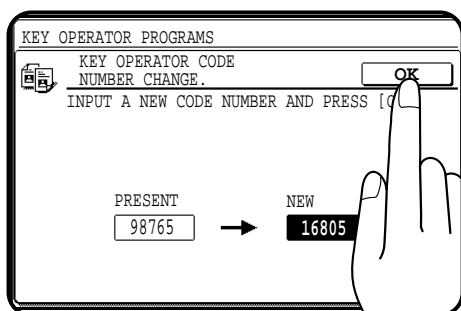 KEY OPERATOR PROGRAMS
KEY OPERATOR CODE
NUMBER CHANGE.
OK
INPUT A NEW CODE NUMBER AND PRESS
PRESENT
NEW
98765
16805